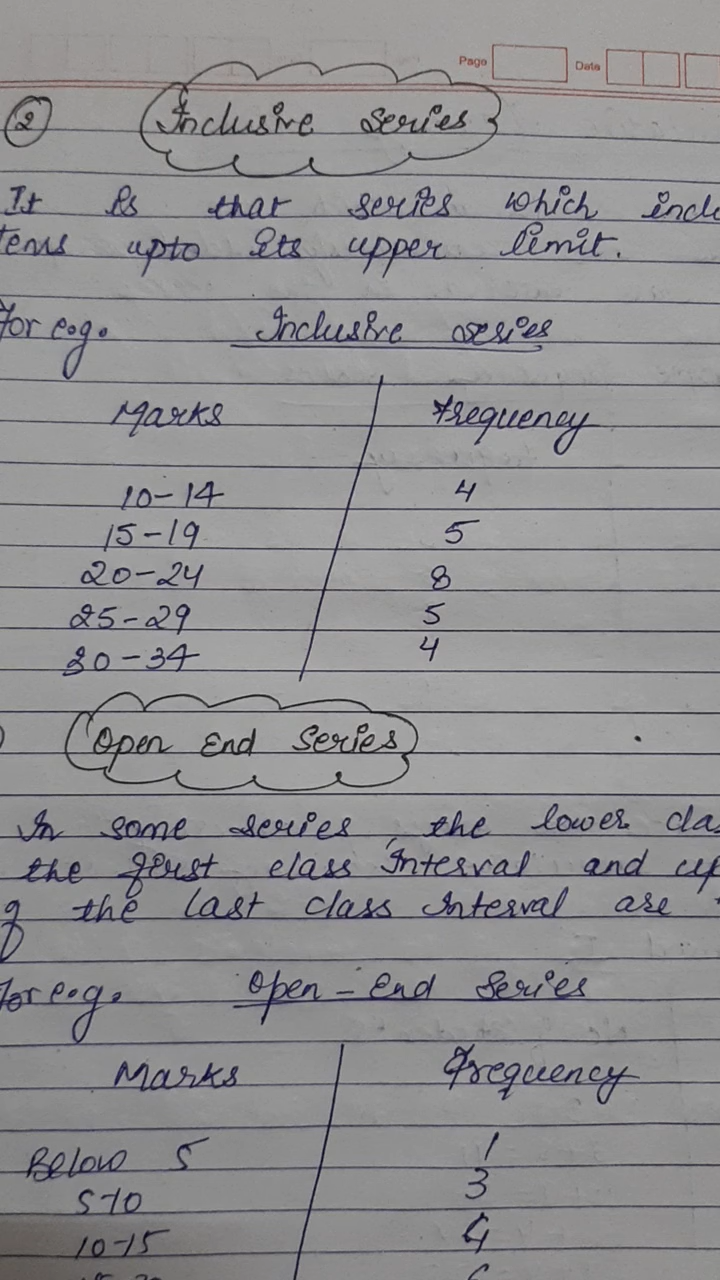 Page Date
2 Inclusive series
It is that series which inclu
tems upto its upper limit.
For e.g. Inclusive series
Marks Frequency
10-14 4
15-19 5
20-24 8
25-29 5
30-34 4
Open End Series
In some series, the lower clas
the first class Interval and up
of the last class interval are
For e.g. Open-End Series
Marks Frequency
Below 5 1
5-10 3
10-15 4